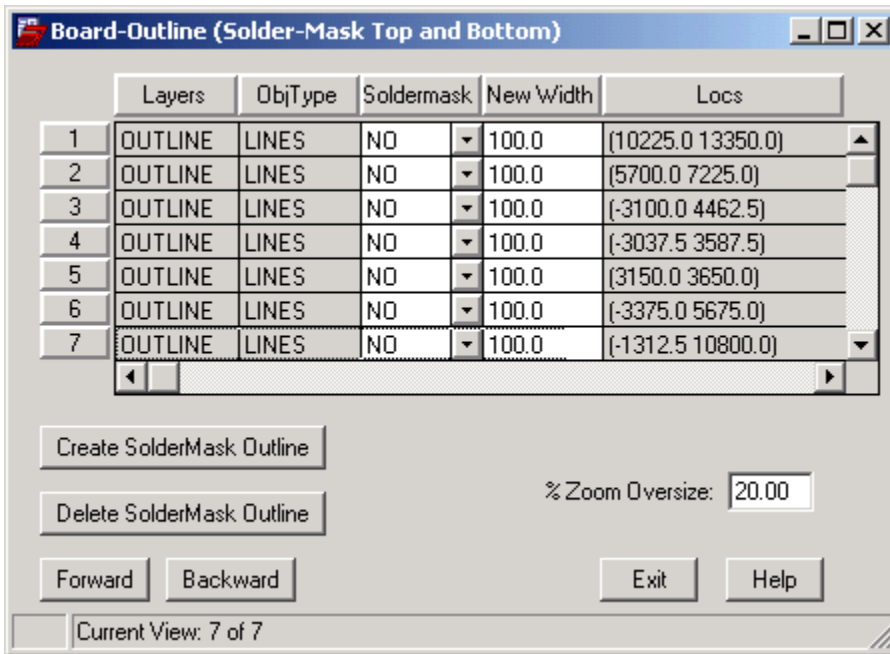 Board-Outline (Solder-Mask Top and Bottom)
Layers ObjType Soldermask New Width Locs
1 OUTLINE LINES NO 100.0 (10225.0 13350.0)
2 OUTLINE LINES NO 100.0 (5700.0 7225.0)
3 OUTLINE LINES NO 100.0 (-3100.0 4462.5)
4 OUTLINE LINES NO 100.0 (-3037.5 3587.5)
5 OUTLINE LINES NO 100.0 (3150.0 3650.0)
6 OUTLINE LINES NO 100.0 (-3375.0 5675.0)
7 OUTLINE LINES NO 100.0 (-1312.5 10800.0)
Create SolderMask Outline
% Zoom Oversize: 20.00
Delete SolderMask Outline
Forward Backward Exit Help
Current View: 7 of 7